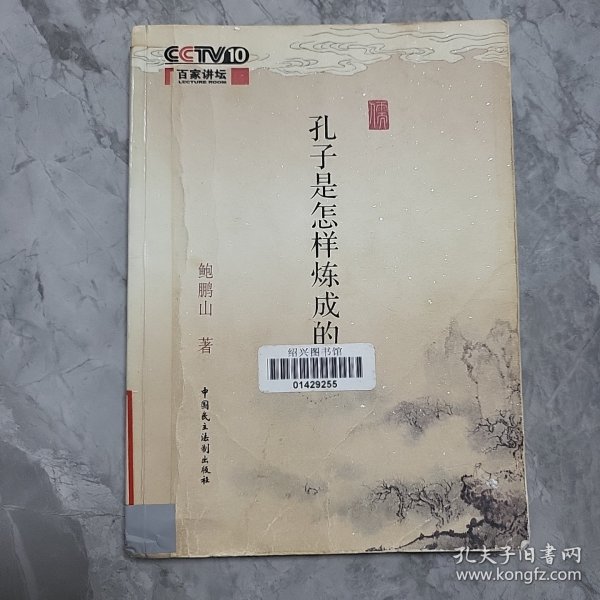 CCTV10
百家讲坛
LECTURE ROOM
儒
孔子是怎样炼成的
鲍鹏山 著
绍兴图书馆
01429255
中国民主法制出版社
孔夫子旧书网
www.kongfz.com